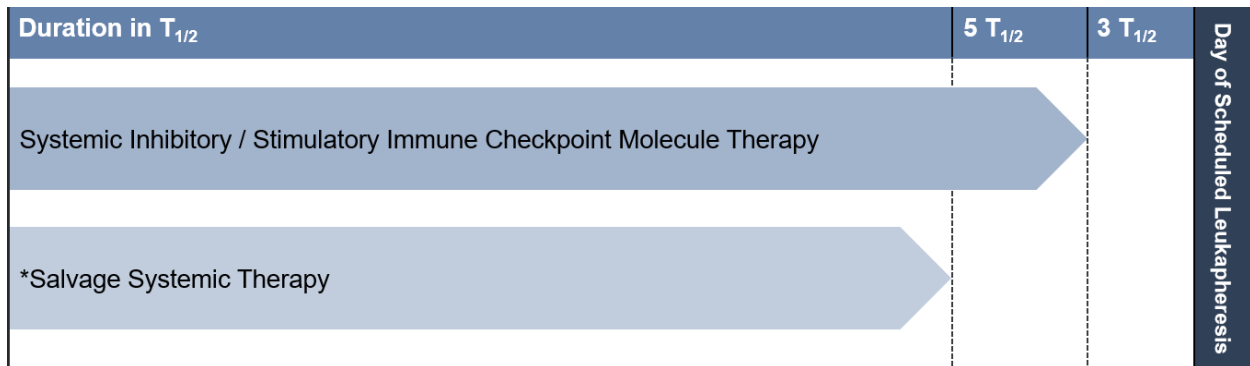 Duration in T1/2
5 T1/2
3 T1/2
Day of Scheduled Leukapheresis
Systemic Inhibitory / Stimulatory Immune Checkpoint Molecule Therapy
*Salvage Systemic Therapy